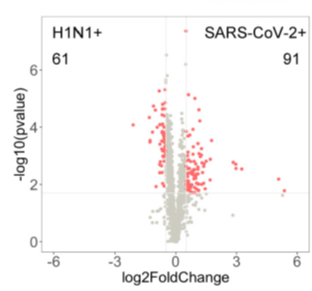 H1N1+ SARS-CoV-2+
61 91
6
4
2
0
-log10(pvalue)
-6 -3 0 3 6
log2FoldChange